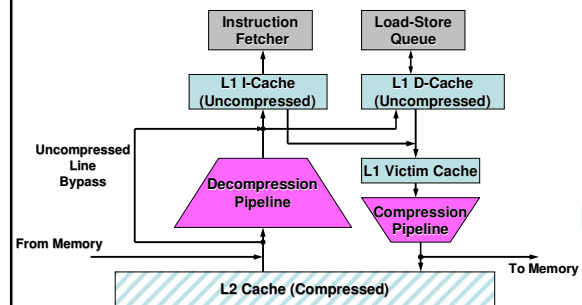 Instruction
Fetcher
Load-Store
Queue
L1 I-Cache
(Uncompressed)
L1 D-Cache
(Uncompressed)
Uncompressed
Line
Bypass
L1 Victim Cache
Decompression
Pipeline
Compression
Pipeline
From Memory
To Memory
L2 Cache (Compressed)